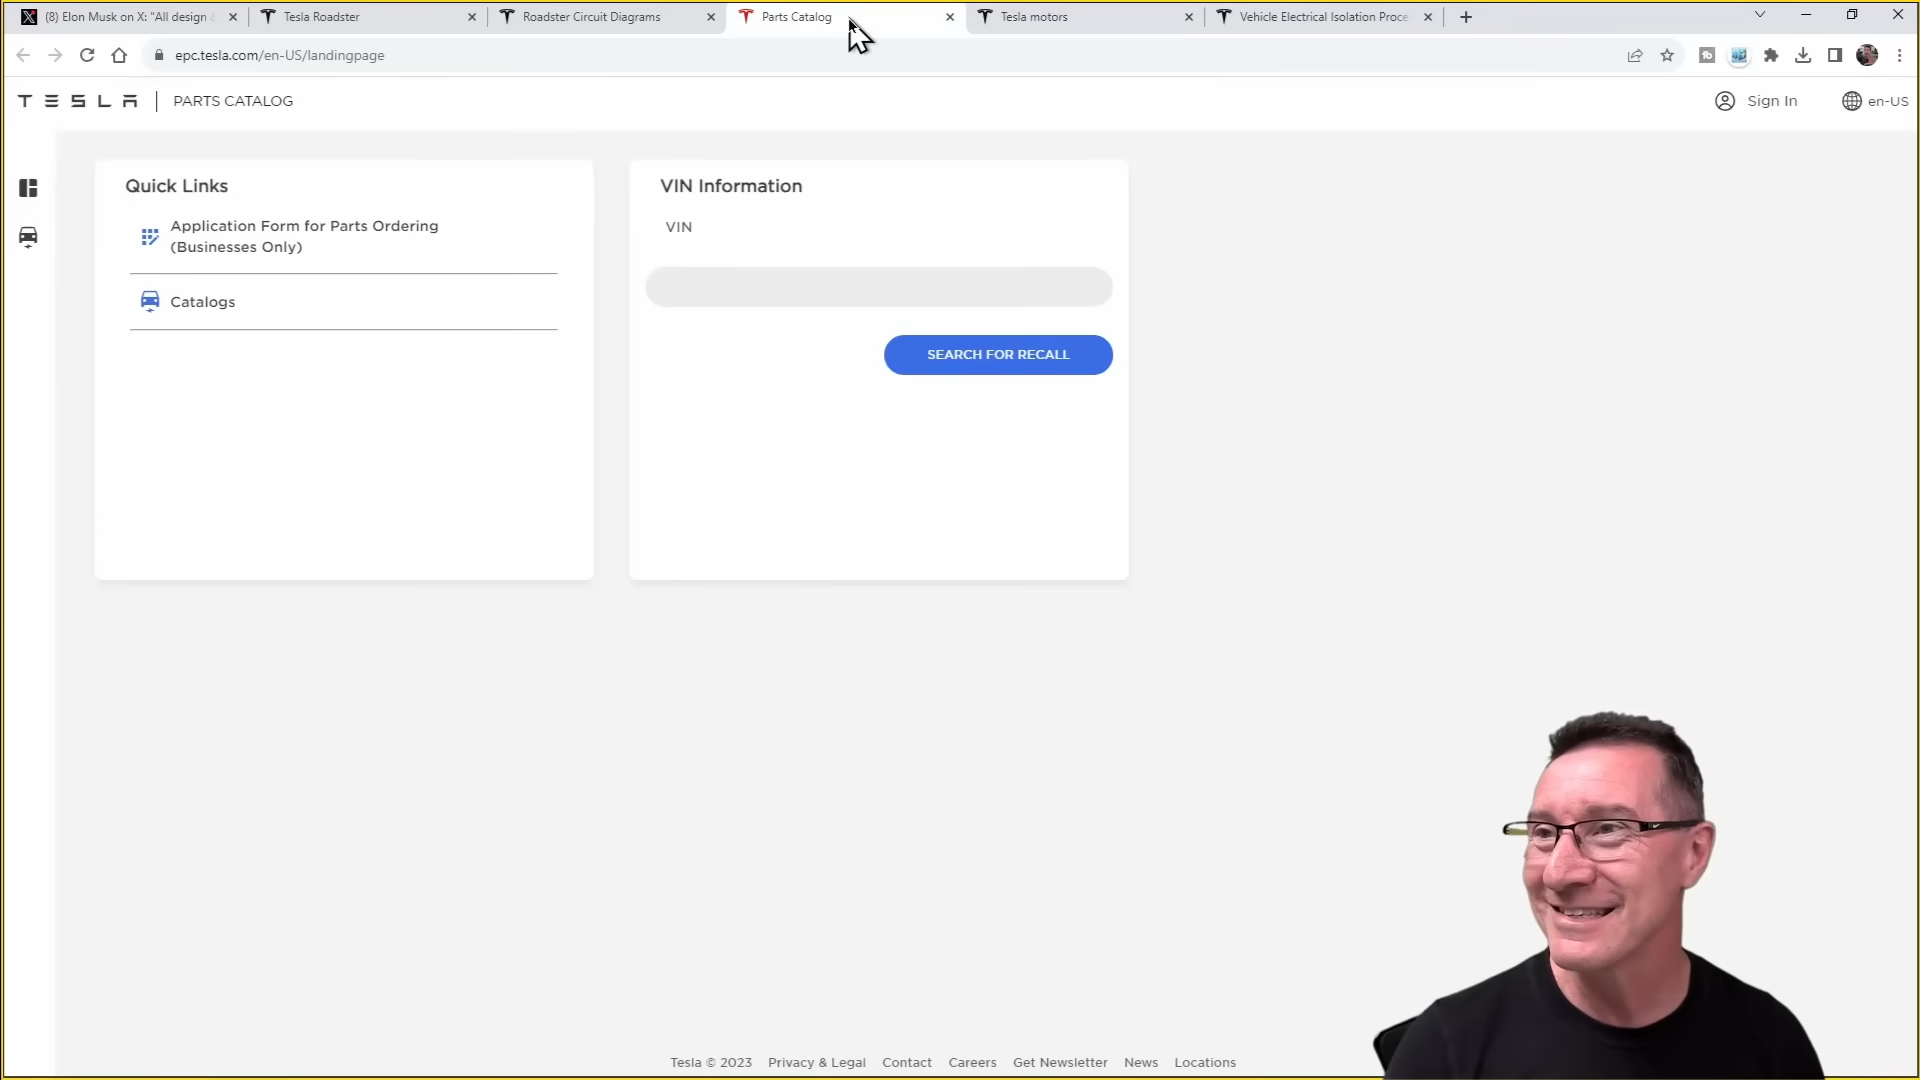 (8) Elon Musk on X: "All design
Tesla Roadster
Roadster Circuit Diagrams
Parts Catalog
Tesla motors
Vehicle Electrical Isolation Proce
epc.tesla.com/en-US/landingpage
TESLA | PARTS CATALOG
Sign In
en-US
Quick Links
Application Form for Parts Ordering
(Businesses Only)
Catalogs
VIN Information
VIN
SEARCH FOR RECALL
Tesla © 2023 Privacy & Legal Contact Careers Get Newsletter News Locations